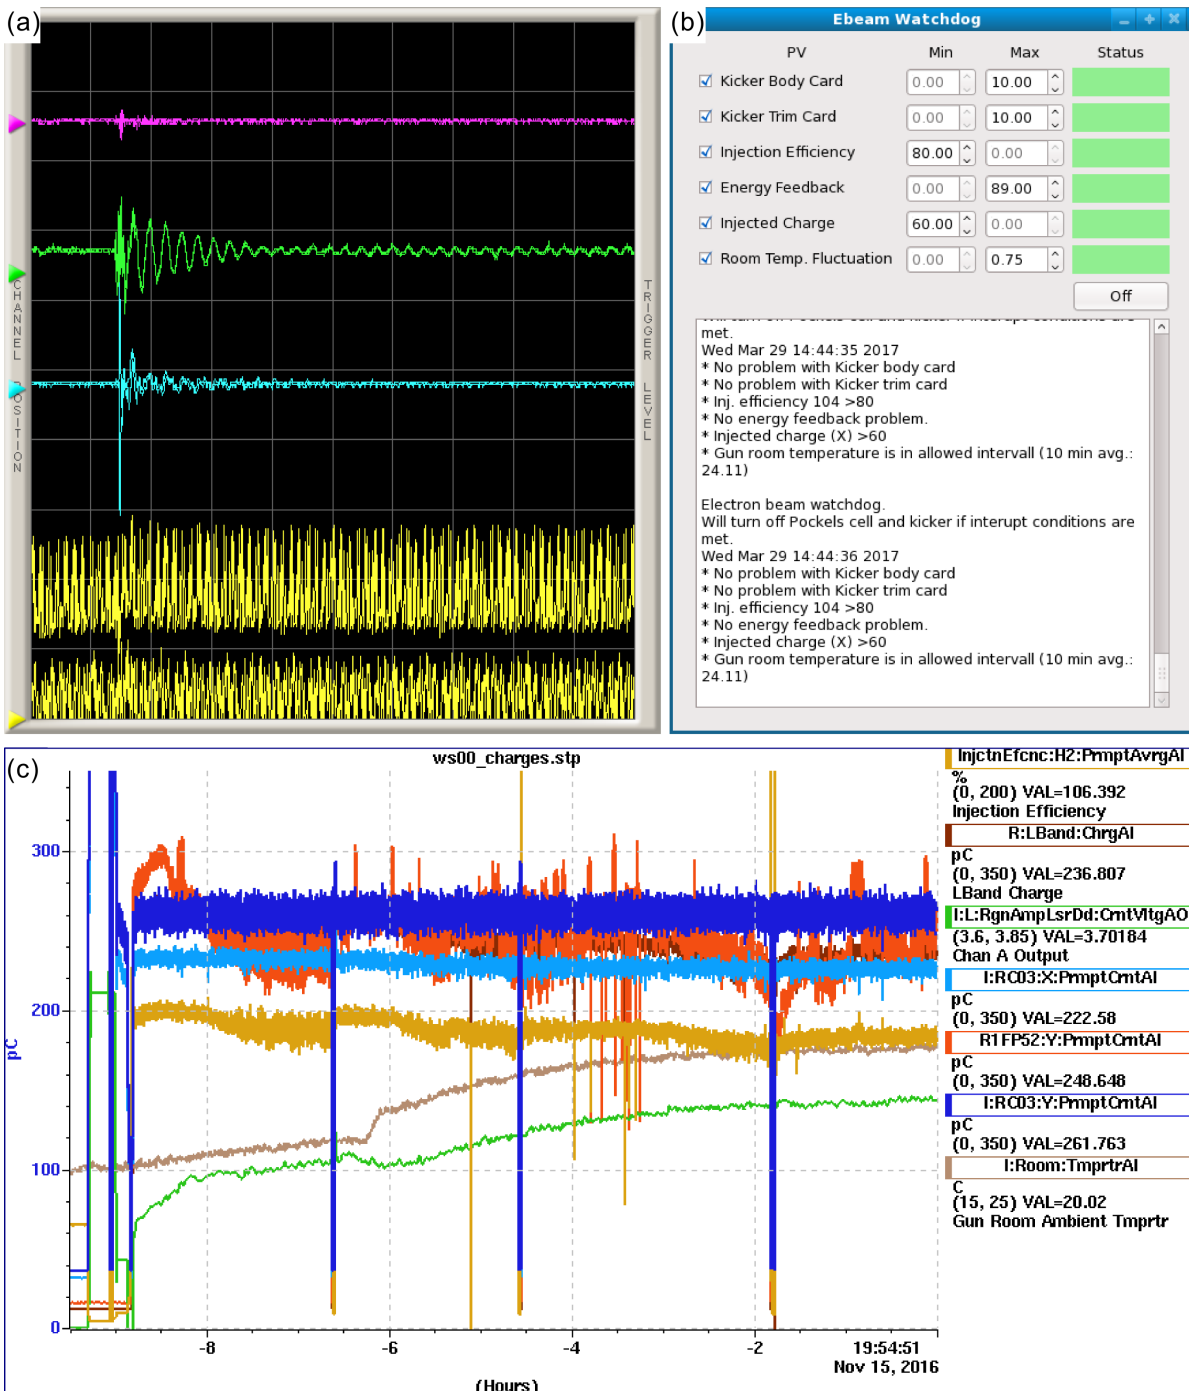 (a)
CHANNEL POSITION
TRIGGER LEVEL
(b)
Ebeam Watchdog
PV Min Max Status
Kicker Body Card 0.00 10.00
Kicker Trim Card 0.00 10.00
Injection Efficiency 80.00 0.00
Energy Feedback 0.00 89.00
Injected Charge 60.00 0.00
Room Temp. Fluctuation 0.00 0.75
Off
Will turn off Pockels cell and kicker if interupt conditions are
met.
Wed Mar 29 14:44:35 2017
* No problem with Kicker body card
* No problem with Kicker trim card
* Inj. efficiency 104 >80
* No energy feedback problem.
* Injected charge (X) >60
* Gun room temperature is in allowed intervall (10 min avg.:
24.11)
Electron beam watchdog.
Will turn off Pockels cell and kicker if interupt conditions are
met.
Wed Mar 29 14:44:36 2017
* No problem with Kicker body card
* No problem with Kicker trim card
* Inj. efficiency 104 >80
* No energy feedback problem.
* Injected charge (X) >60
* Gun room temperature is in allowed intervall (10 min avg.:
24.11)
(c)
ws00_charges.stp
300
200
100
0
pC
-8 -6 -4 -2 19:54:51
Nov 15, 2016
(Hours)
InjctnEfcnc:H2:PrmptAvrgAI
%
(0, 200) VAL=106.392
Injection Efficiency
R:LBand:ChrgAI
pC
(0, 350) VAL=236.807
LBand Charge
I:L:RgnAmpLsrDd:CrntVltgAO
(3.6, 3.85) VAL=3.70184
Chan A Output
I:RC03:X:PrmptCrntAI
pC
(0, 350) VAL=222.58
R1FP52:Y:PrmptCrntAI
pC
(0, 350) VAL=248.648
I:RC03:Y:PrmptCrntAI
pC
(0, 350) VAL=261.763
I:Room:TmprtrAI
C
(15, 25) VAL=20.02
Gun Room Ambient Tmprtr